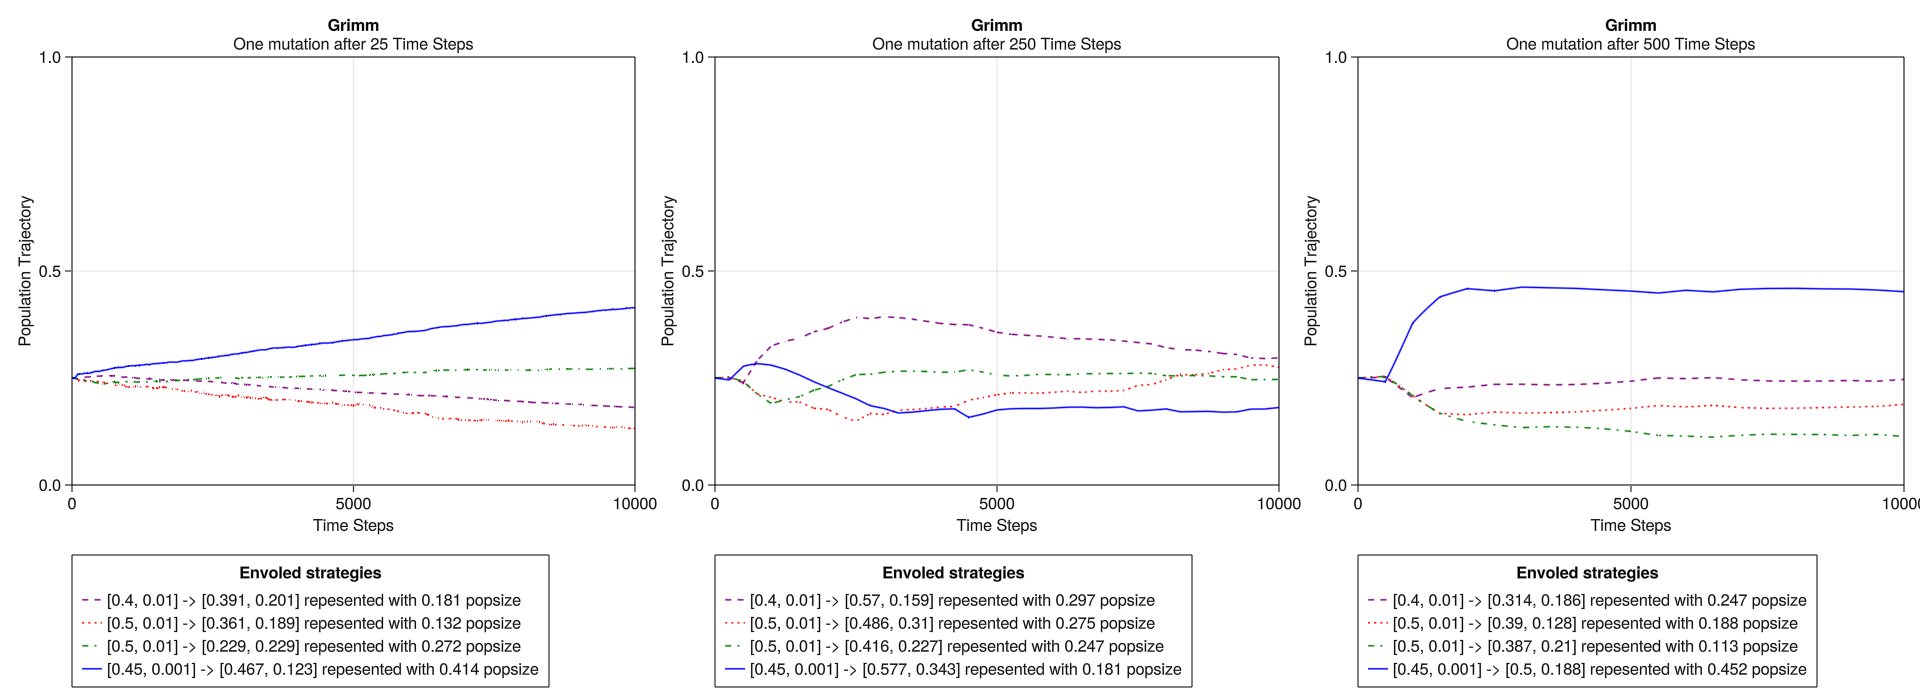 Grimm
One mutation after 25 Time Steps
1.0
0.5
0.0
Population Trajectory
0
5000
10000
Time Steps
Envoled strategies
[0.4, 0.01] -> [0.391, 0.201] repesented with 0.181 popsize
[0.5, 0.01] -> [0.361, 0.189] repesented with 0.132 popsize
[0.5, 0.01] -> [0.229, 0.229] repesented with 0.272 popsize
[0.45, 0.001] -> [0.467, 0.123] repesented with 0.414 popsize
Grimm
One mutation after 250 Time Steps
1.0
0.5
0.0
Population Trajectory
0
5000
10000
Time Steps
Envoled strategies
[0.4, 0.01] -> [0.57, 0.159] repesented with 0.297 popsize
[0.5, 0.01] -> [0.486, 0.31] repesented with 0.275 popsize
[0.5, 0.01] -> [0.416, 0.227] repesented with 0.247 popsize
[0.45, 0.001] -> [0.577, 0.343] repesented with 0.181 popsize
Grimm
One mutation after 500 Time Steps
1.0
0.5
0.0
Population Trajectory
0
5000
10000
Time Steps
Envoled strategies
[0.4, 0.01] -> [0.314, 0.186] repesented with 0.247 popsize
[0.5, 0.01] -> [0.39, 0.128] repesented with 0.188 popsize
[0.5, 0.01] -> [0.387, 0.21] repesented with 0.113 popsize
[0.45, 0.001] -> [0.5, 0.188] repesented with 0.452 popsize